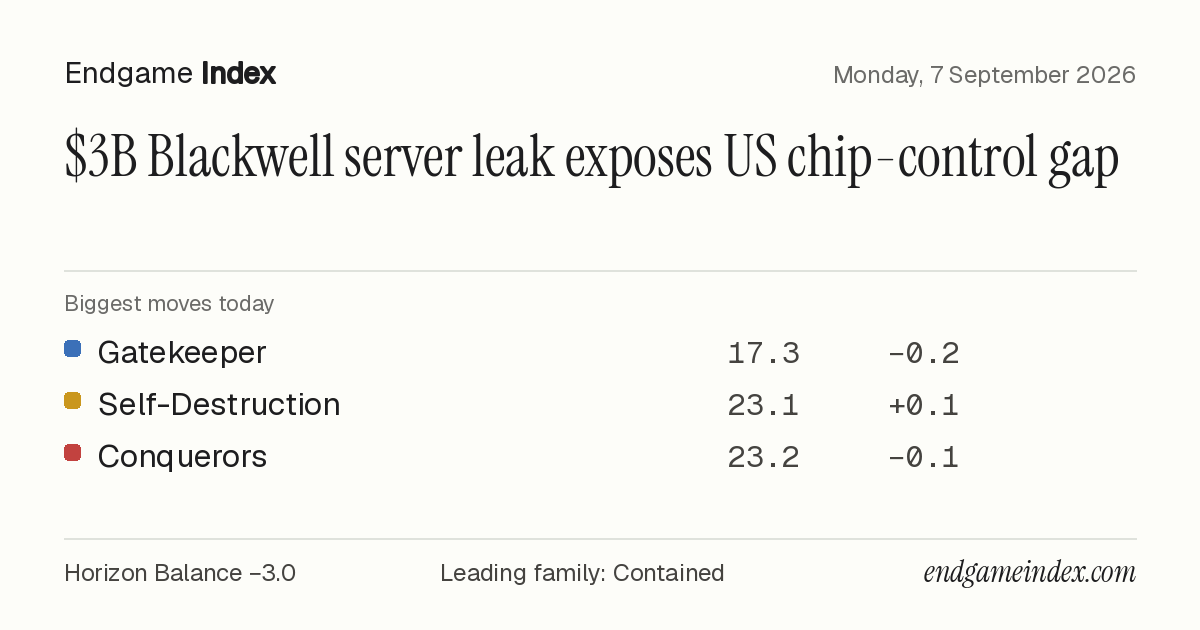 Endgame Index
Monday, 7 September 2026
$3B Blackwell server leak exposes US chip-control gap
Biggest moves today
Gatekeeper 17.3 −0.2
Self-Destruction 23.1 +0.1
Conquerors 23.2 −0.1
Horizon Balance −3.0
Leading family: Contained
endgameindex.com